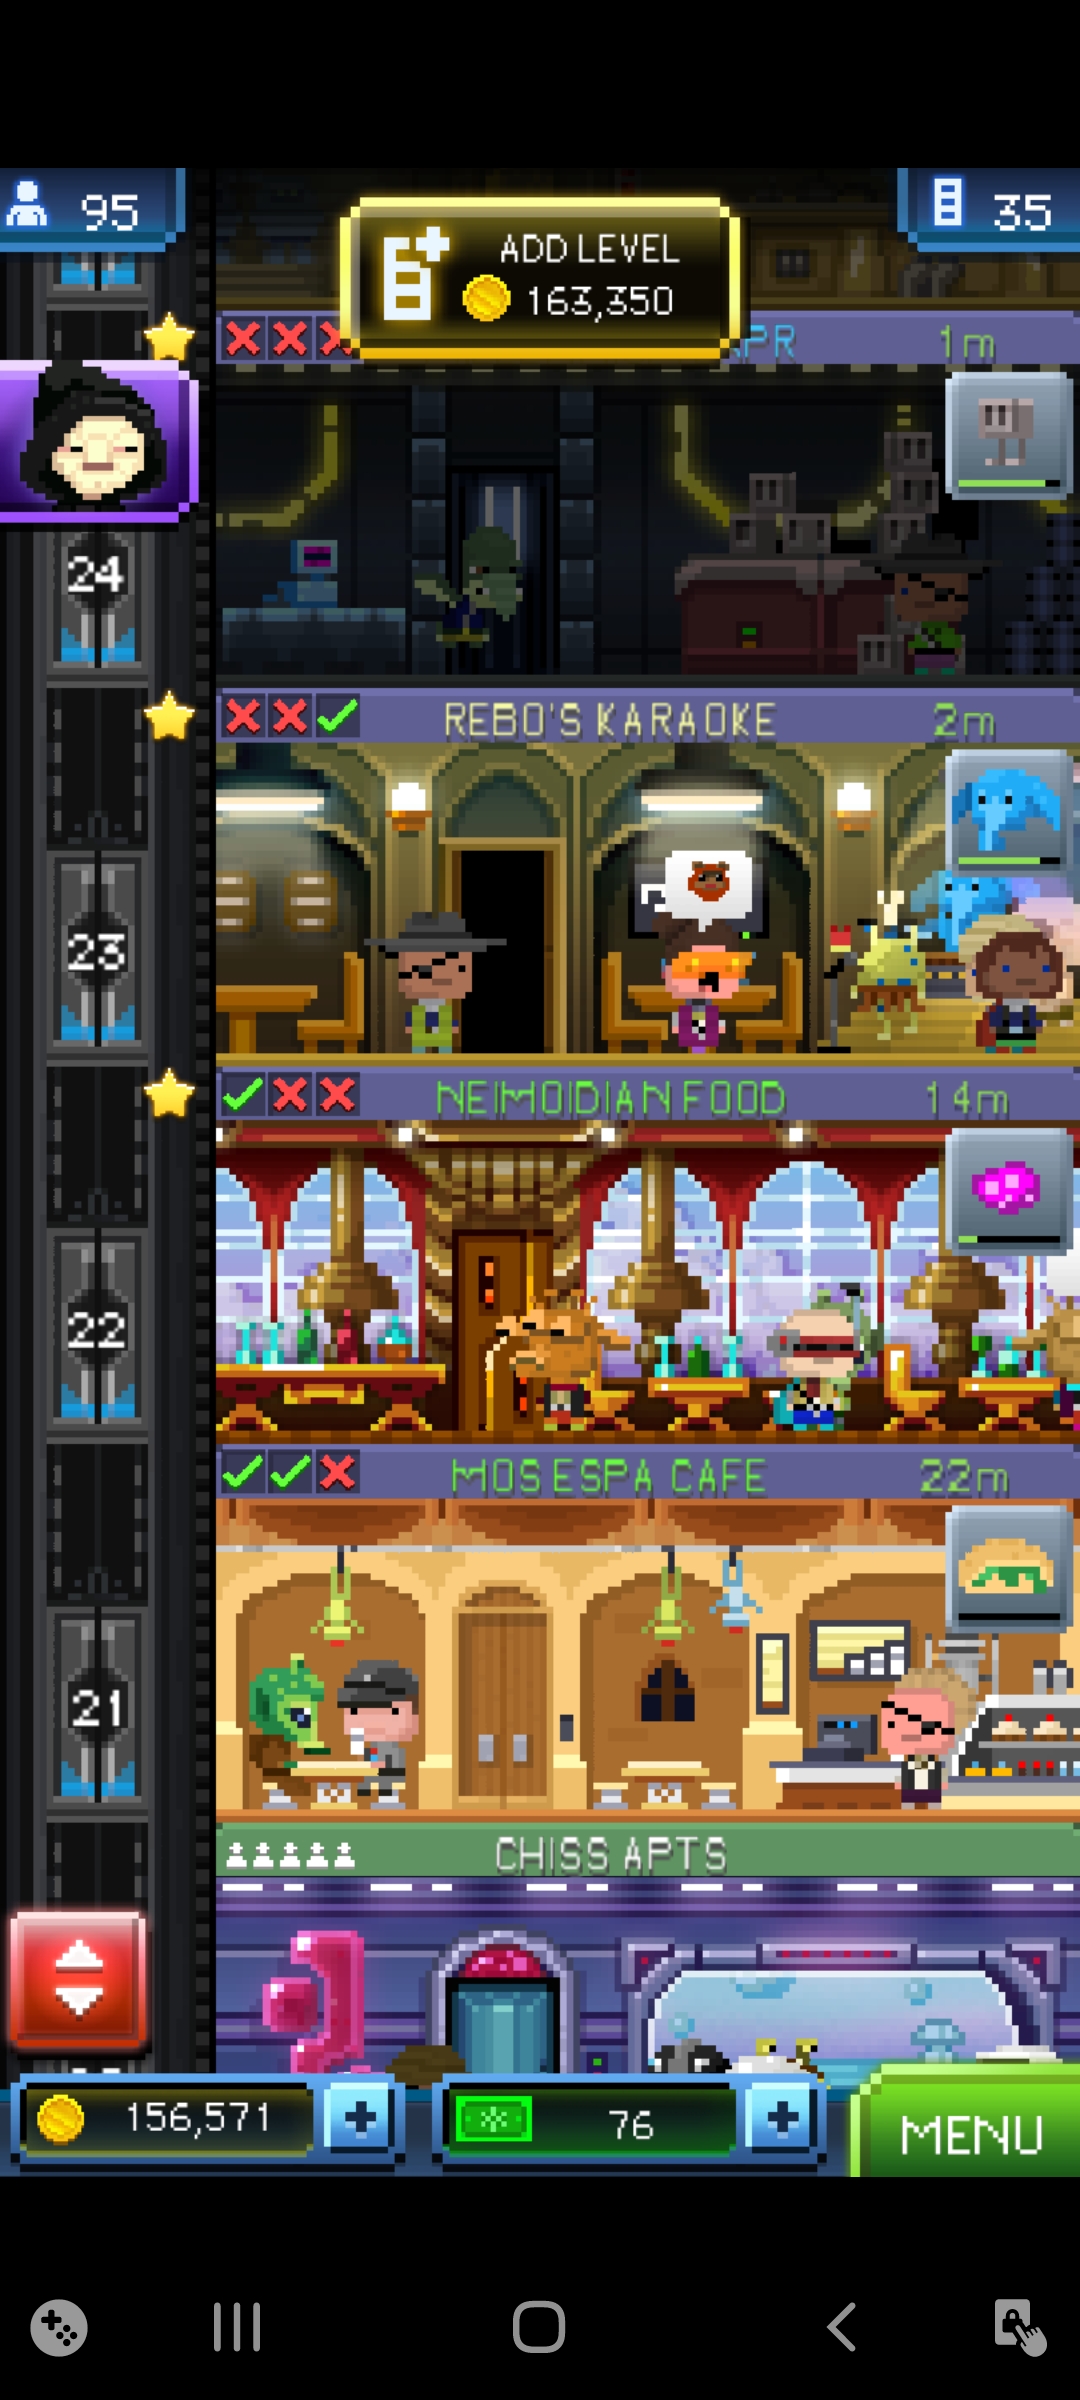 95
ADD LEVEL
163,350
35
1m
24
REBO'S KARAOKE
2m
23
NEIMOIDIAN FOOD
14m
22
MOS ESPA CAFE
22m
21
CHISS APTS
156,571
76
MENU